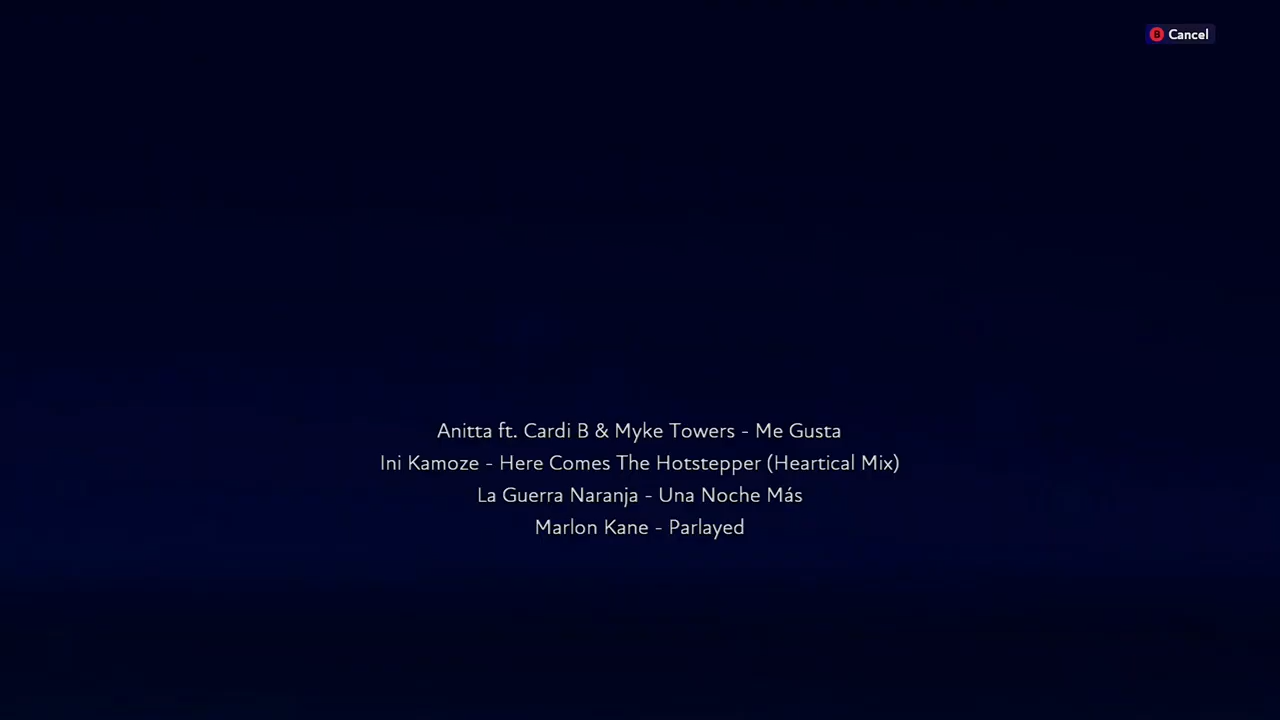 B Cancel
Anitta ft. Cardi B & Myke Towers - Me Gusta
Ini Kamoze - Here Comes The Hotstepper (Heartical Mix)
La Guerra Naranja - Una Noche Más
Marlon Kane - Parlayed